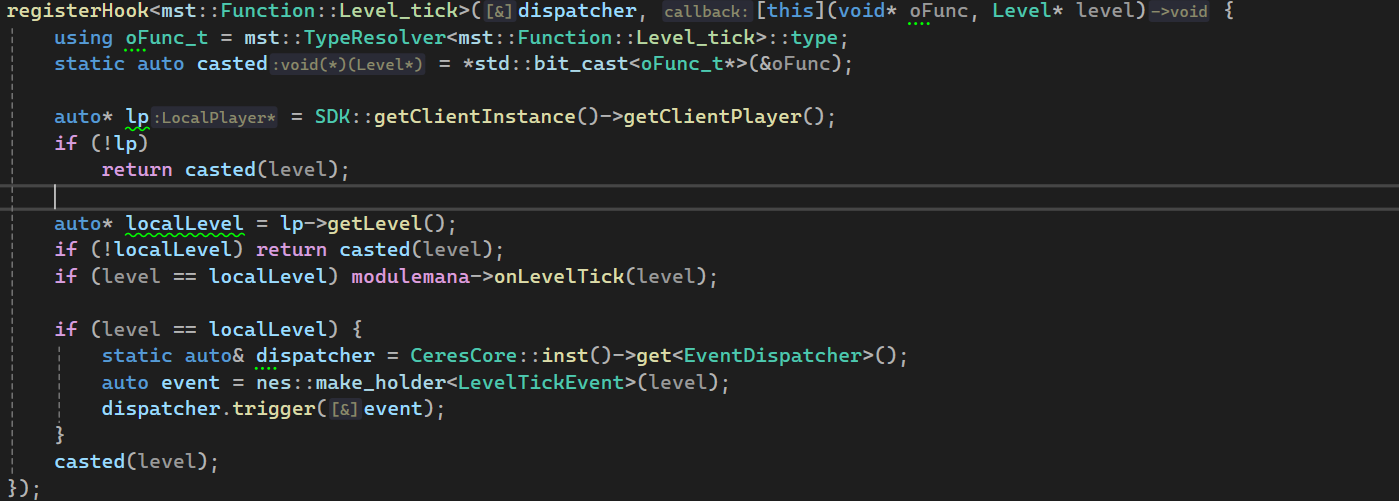 registerHook<mst::Function::Level_tick>([&]dispatcher, callback:[this](void* oFunc, Level* level)->void {
    using oFunc_t = mst::TypeResolver<mst::Function::Level_tick>::type;
    static auto casted:void(*)(Level*) = *std::bit_cast<oFunc_t*>(&oFunc);
    auto* lp:LocalPlayer* = SDK::getClientInstance()->getClientPlayer();
    if (!lp)
        return casted(level);
    auto* localLevel = lp->getLevel();
    if (!localLevel) return casted(level);
    if (level == localLevel) modulemana->onLevelTick(level);
    if (level == localLevel) {
        static auto& dispatcher = CeresCore::inst()->get<EventDispatcher>();
        auto event = nes::make_holder<LevelTickEvent>(level);
        dispatcher.trigger([&]event);
    }
    casted(level);
});